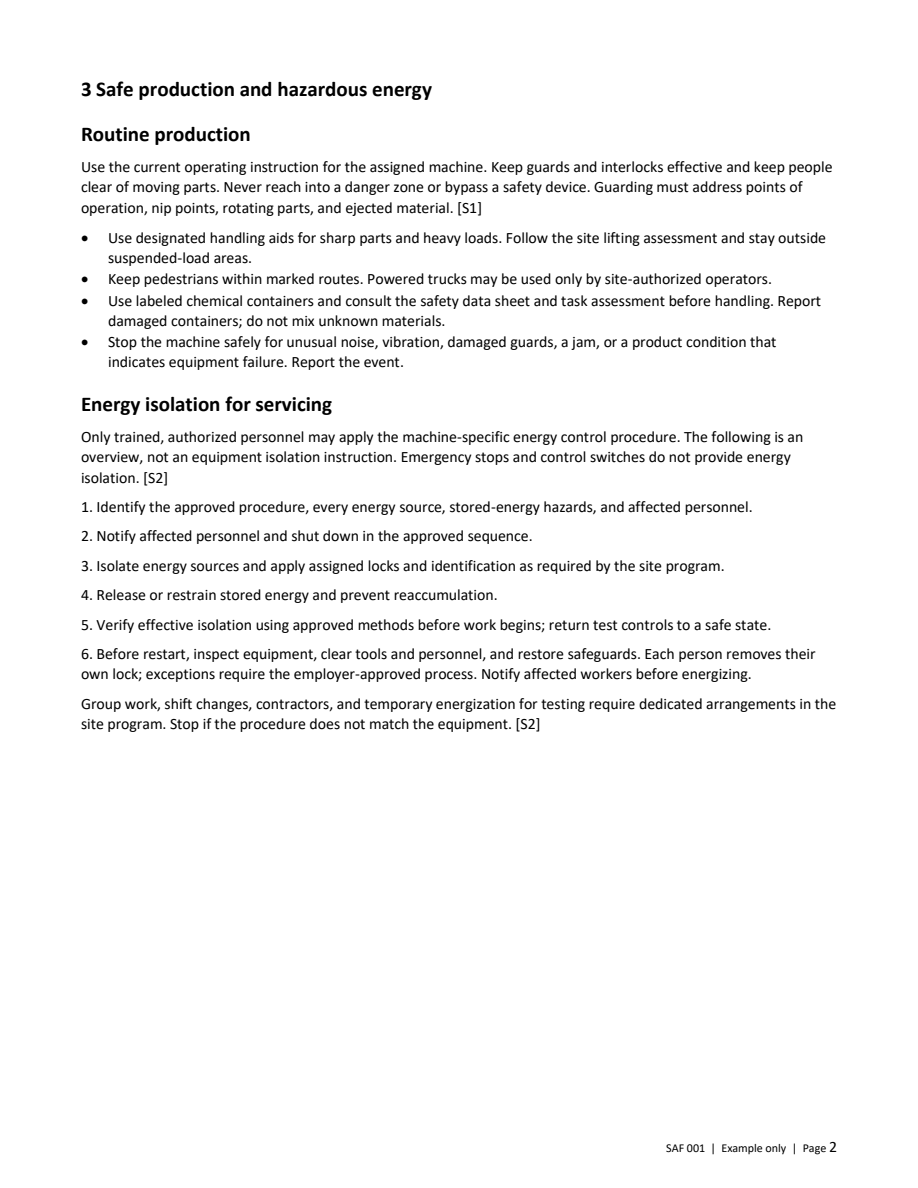 3 Safe production and hazardous energy
Routine production
Use the current operating instruction for the assigned machine. Keep guards and interlocks effective and keep people
clear of moving parts. Never reach into a danger zone or bypass a safety device. Guarding must address points of
operation, nip points, rotating parts, and ejected material. [S1]
• Use designated handling aids for sharp parts and heavy loads. Follow the site lifting assessment and stay outside
suspended-load areas.
• Keep pedestrians within marked routes. Powered trucks may be used only by site-authorized operators.
• Use labeled chemical containers and consult the safety data sheet and task assessment before handling. Report
damaged containers; do not mix unknown materials.
• Stop the machine safely for unusual noise, vibration, damaged guards, a jam, or a product condition that
indicates equipment failure. Report the event.
Energy isolation for servicing
Only trained, authorized personnel may apply the machine-specific energy control procedure. The following is an
overview, not an equipment isolation instruction. Emergency stops and control switches do not provide energy
isolation. [S2]
1. Identify the approved procedure, every energy source, stored-energy hazards, and affected personnel.
2. Notify affected personnel and shut down in the approved sequence.
3. Isolate energy sources and apply assigned locks and identification as required by the site program.
4. Release or restrain stored energy and prevent reaccumulation.
5. Verify effective isolation using approved methods before work begins; return test controls to a safe state.
6. Before restart, inspect equipment, clear tools and personnel, and restore safeguards. Each person removes their
own lock; exceptions require the employer-approved process. Notify affected workers before energizing.
Group work, shift changes, contractors, and temporary energization for testing require dedicated arrangements in the
site program. Stop if the procedure does not match the equipment. [S2]
SAF 001 | Example only | Page 2